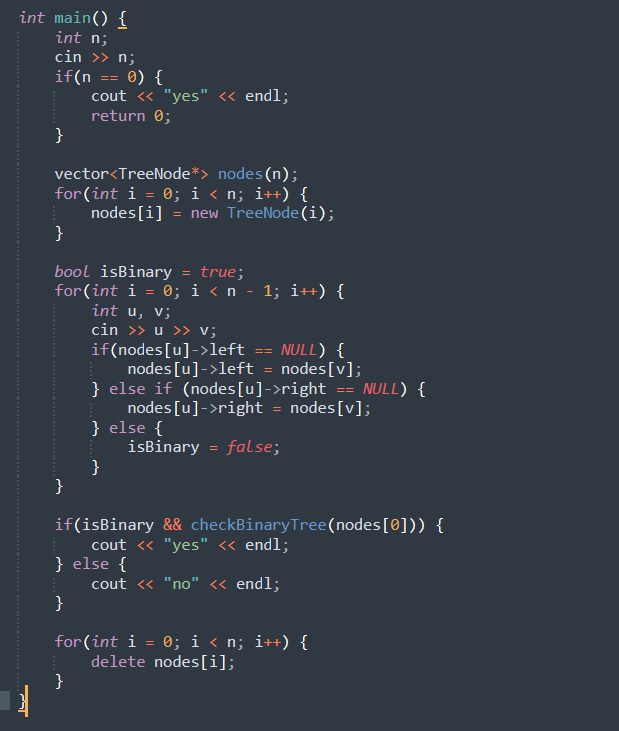 int main() {
    int n;
    cin >> n;
    if(n == 0) {
        cout << "yes" << endl;
        return 0;
    }

    vector<TreeNode*> nodes(n);
    for(int i = 0; i < n; i++) {
        nodes[i] = new TreeNode(i);
    }

    bool isBinary = true;
    for(int i = 0; i < n - 1; i++) {
        int u, v;
        cin >> u >> v;
        if(nodes[u]->left == NULL) {
            nodes[u]->left = nodes[v];
        } else if (nodes[u]->right == NULL) {
            nodes[u]->right = nodes[v];
        } else {
            isBinary = false;
        }
    }

    if(isBinary && checkBinaryTree(nodes[0])) {
        cout << "yes" << endl;
    } else {
        cout << "no" << endl;
    }

    for(int i = 0; i < n; i++) {
        delete nodes[i];
    }
}